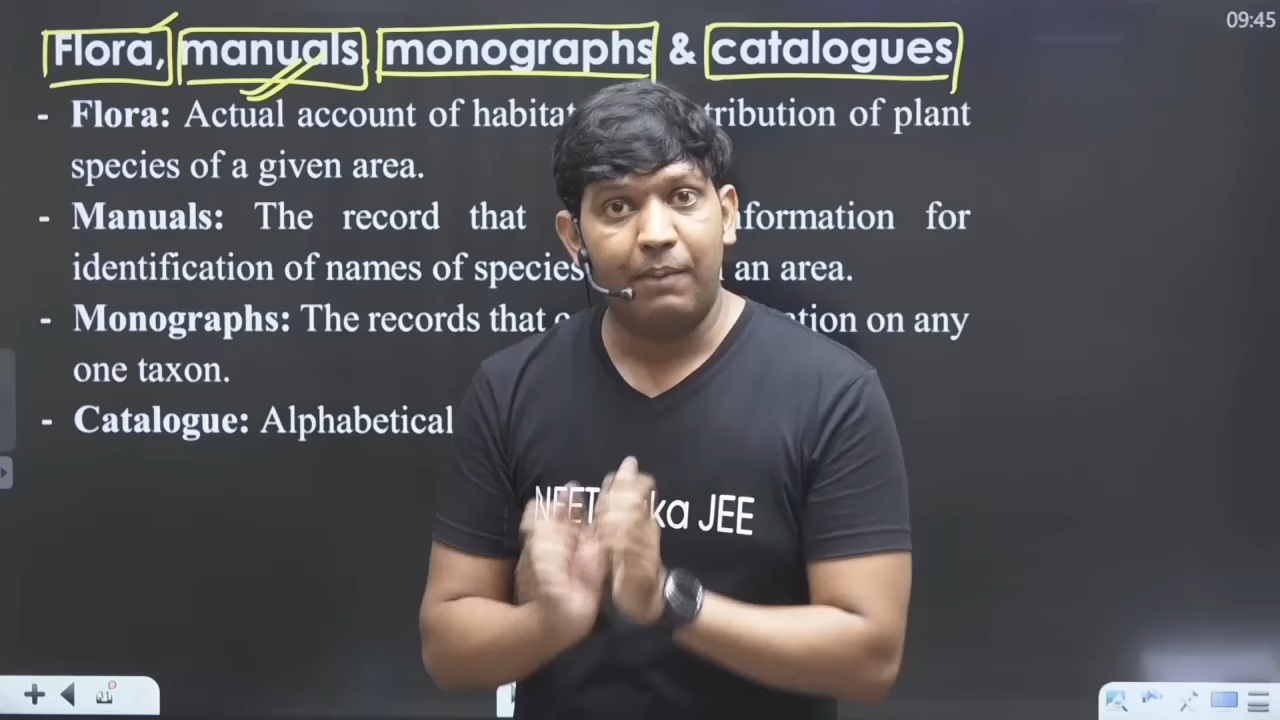 09:45
Flora, manuals, monographs & catalogues
- Flora: Actual account of habitat tribution of plant
species of a given area.
- Manuals: The record that nformation for
identification of names of species an area.
- Monographs: The records that tion on any
one taxon.
- Catalogue: Alphabetical
NEET ka JEE